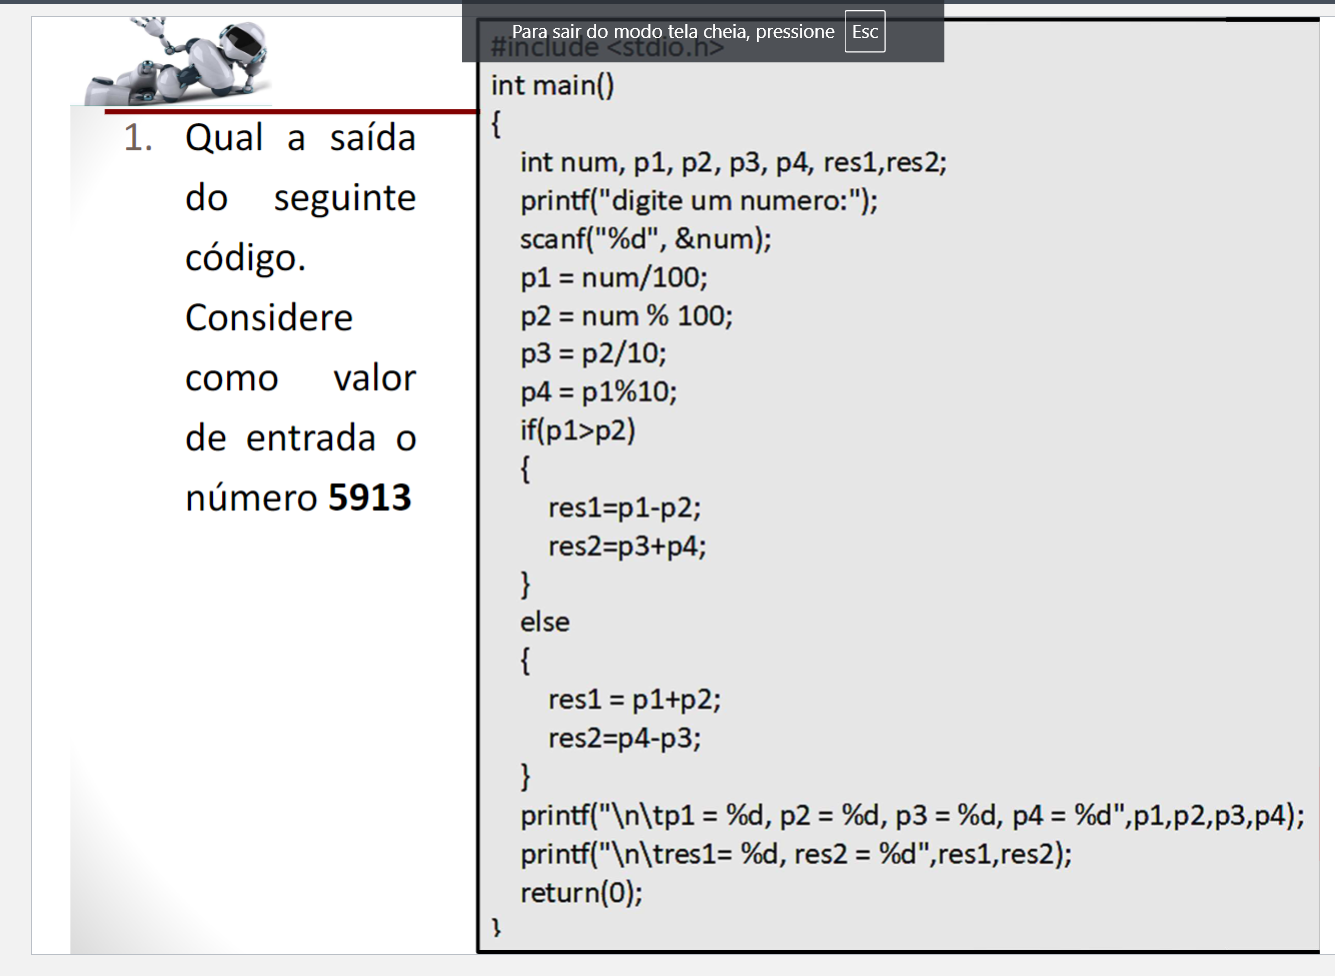 Para sair do modo tela cheia, pressione Esc
1. Qual a saída
do seguinte
código.
Considere
como valor
de entrada o
número 5913
#include <stdio.h>
int main()
{
int num, p1, p2, p3, p4, res1,res2;
printf("digite um numero:");
scanf("%d", &num);
p1 = num/100;
p2 = num % 100;
p3 = p2/10;
p4 = p1%10;
if(p1>p2)
{
res1=p1-p2;
res2=p3+p4;
}
else
{
res1 = p1+p2;
res2=p4-p3;
}
printf("\n\tp1 = %d, p2 = %d, p3 = %d, p4 = %d",p1,p2,p3,p4);
printf("\n\tres1= %d, res2 = %d",res1,res2);
return(0);
}